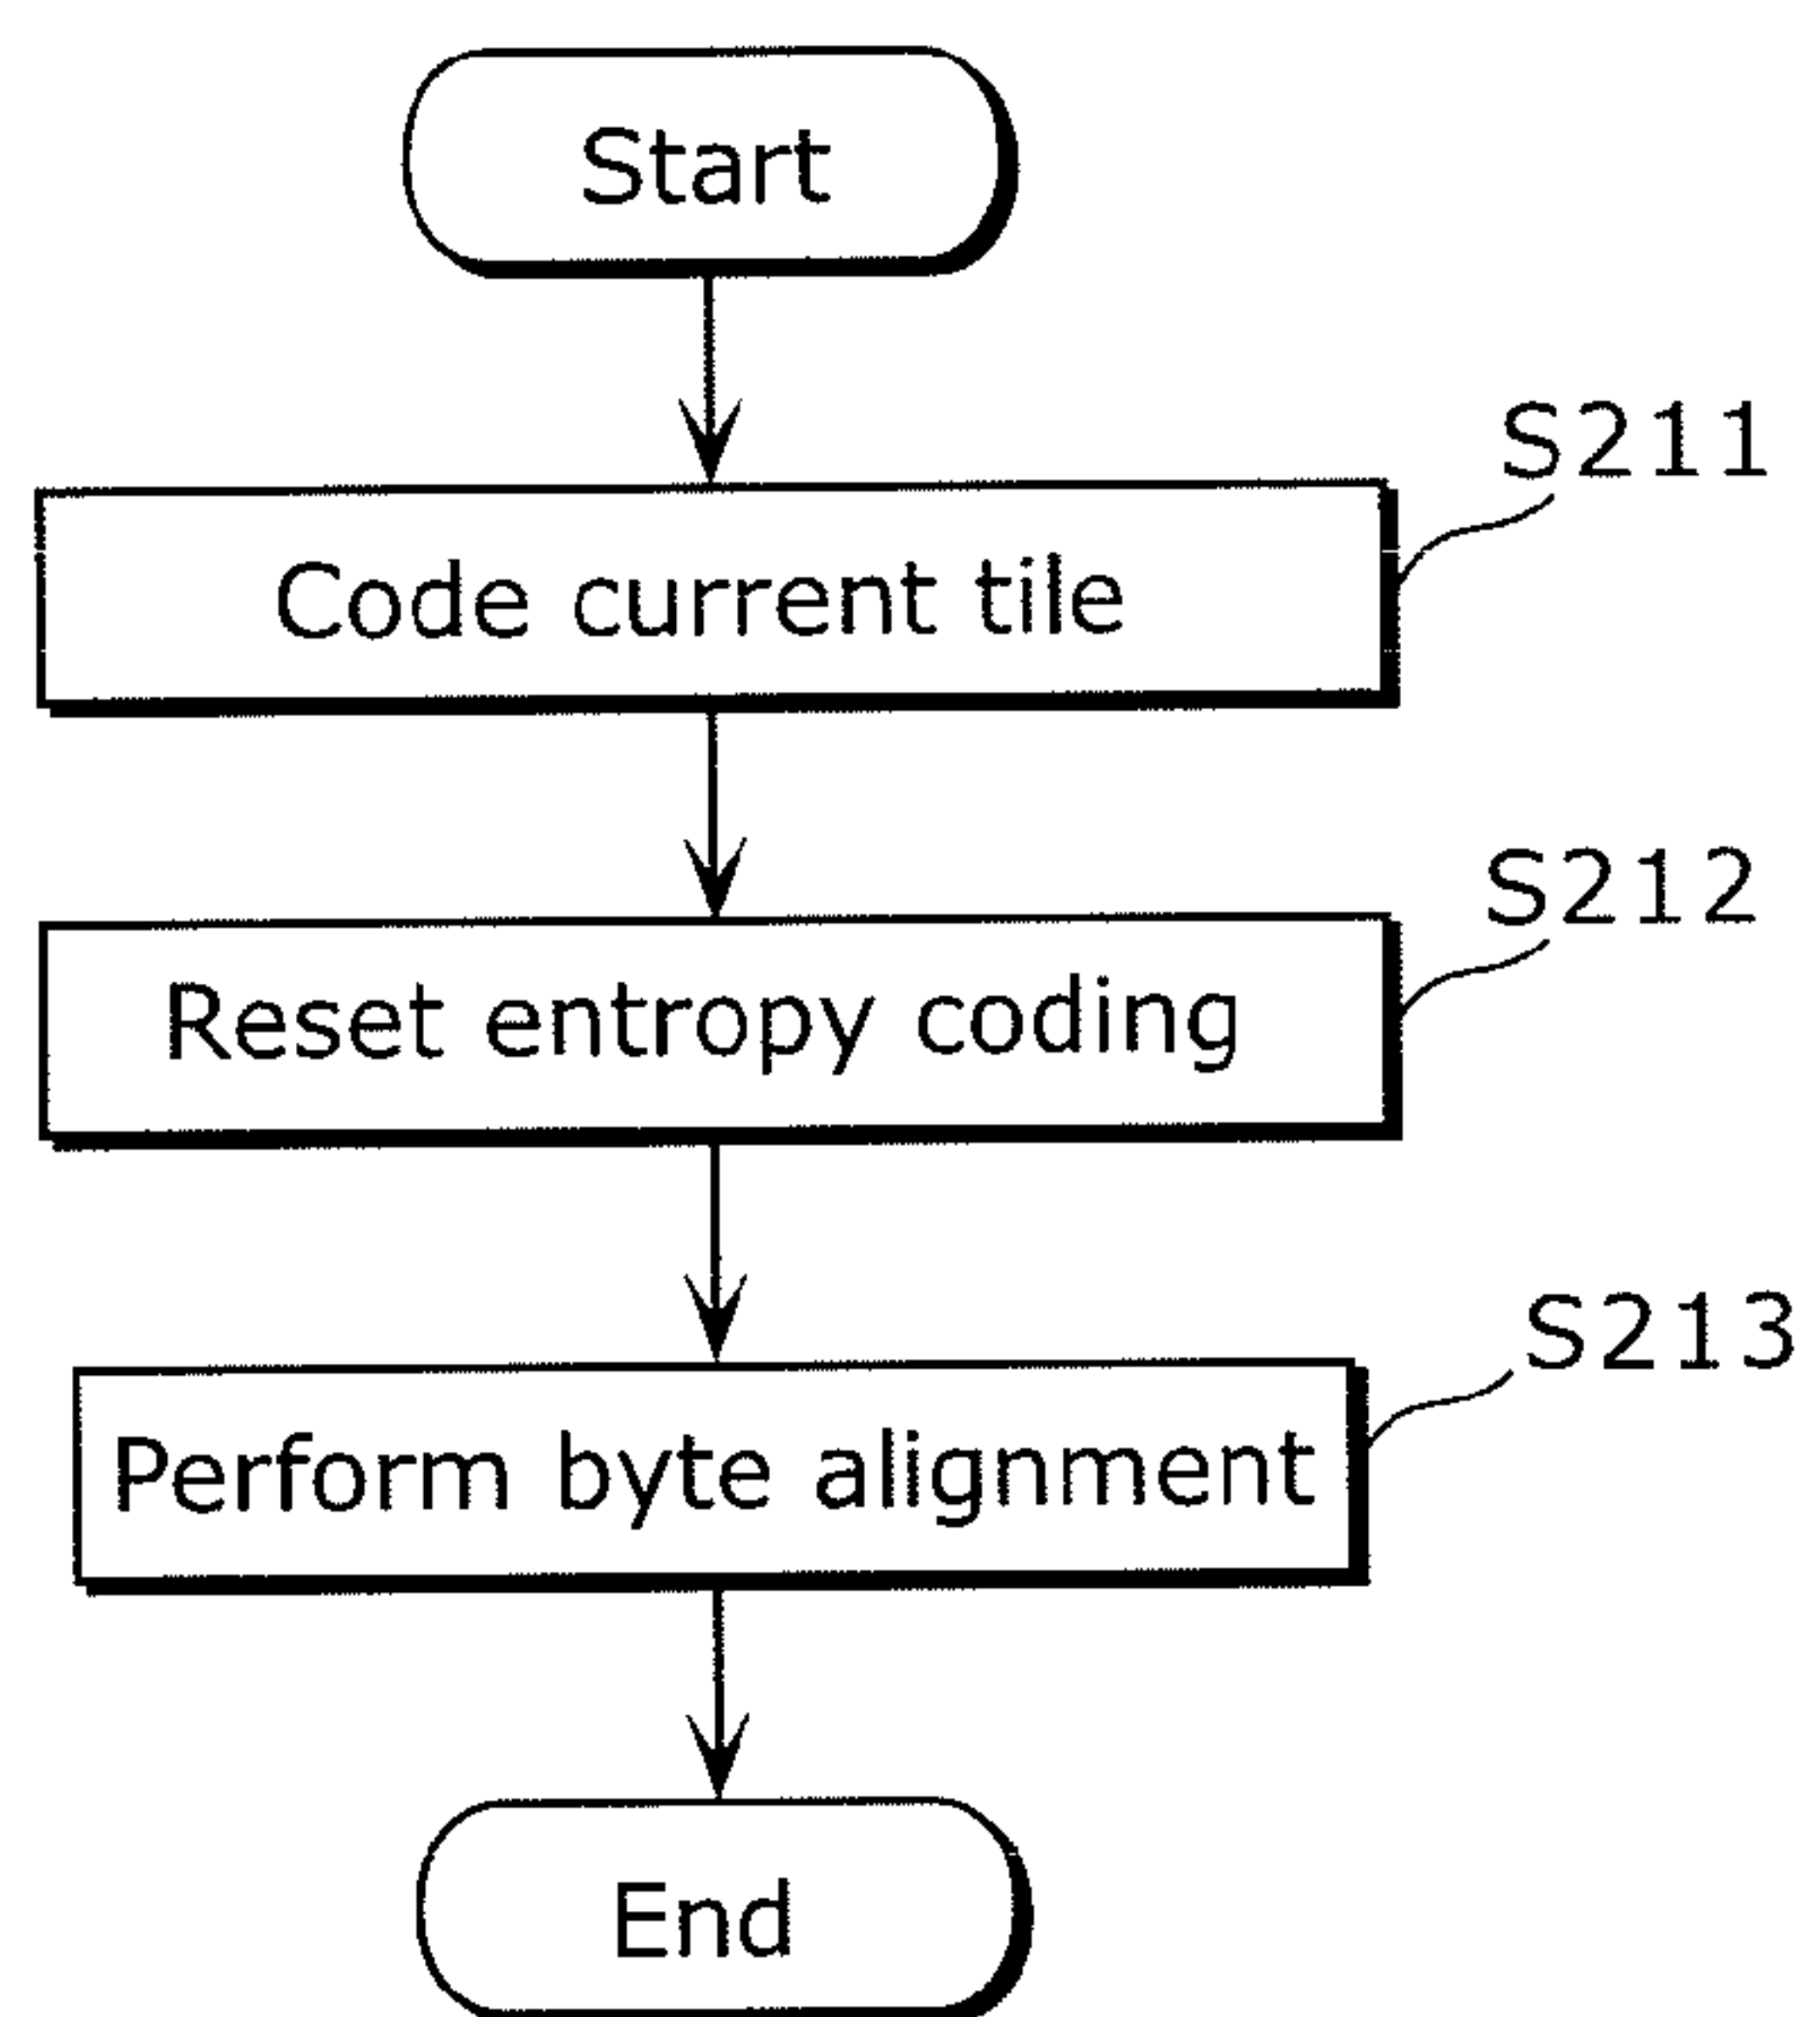 Start
S211
Code current tile
S212
Reset entropy coding
S213
Perform byte alignment
End